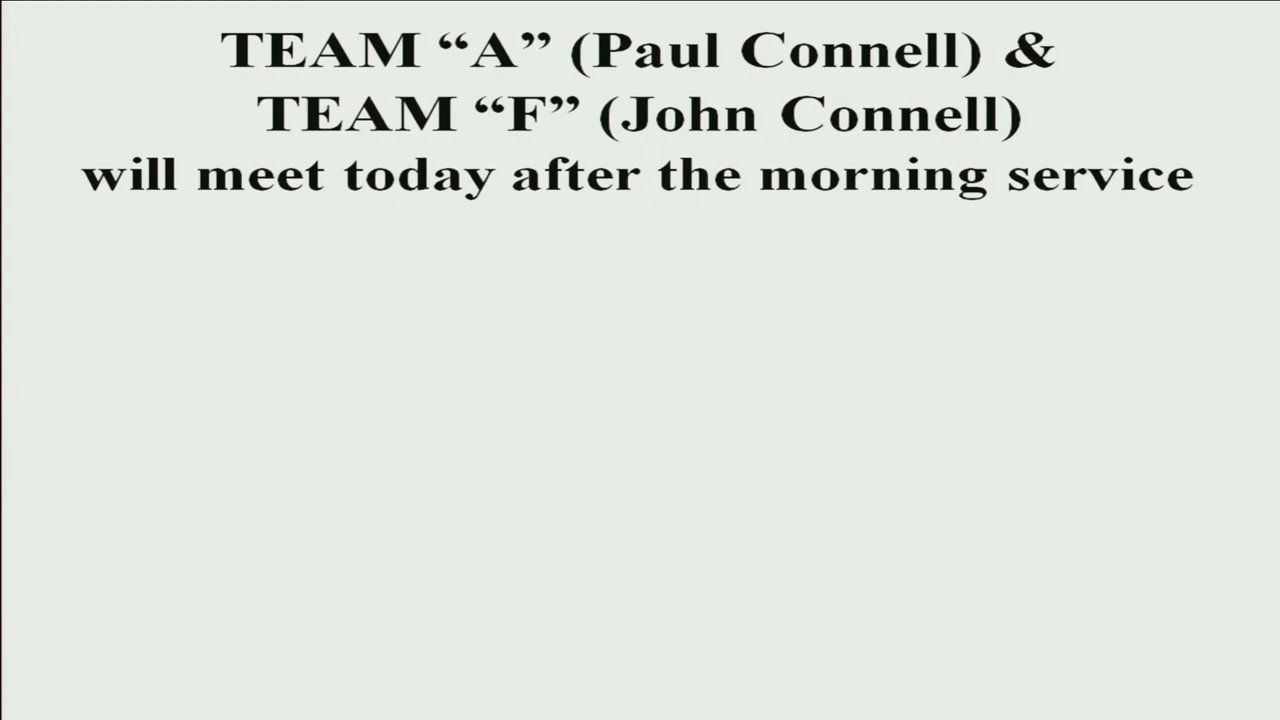 TEAM “A” (Paul Connell) &
TEAM “F” (John Connell)
will meet today after the morning service